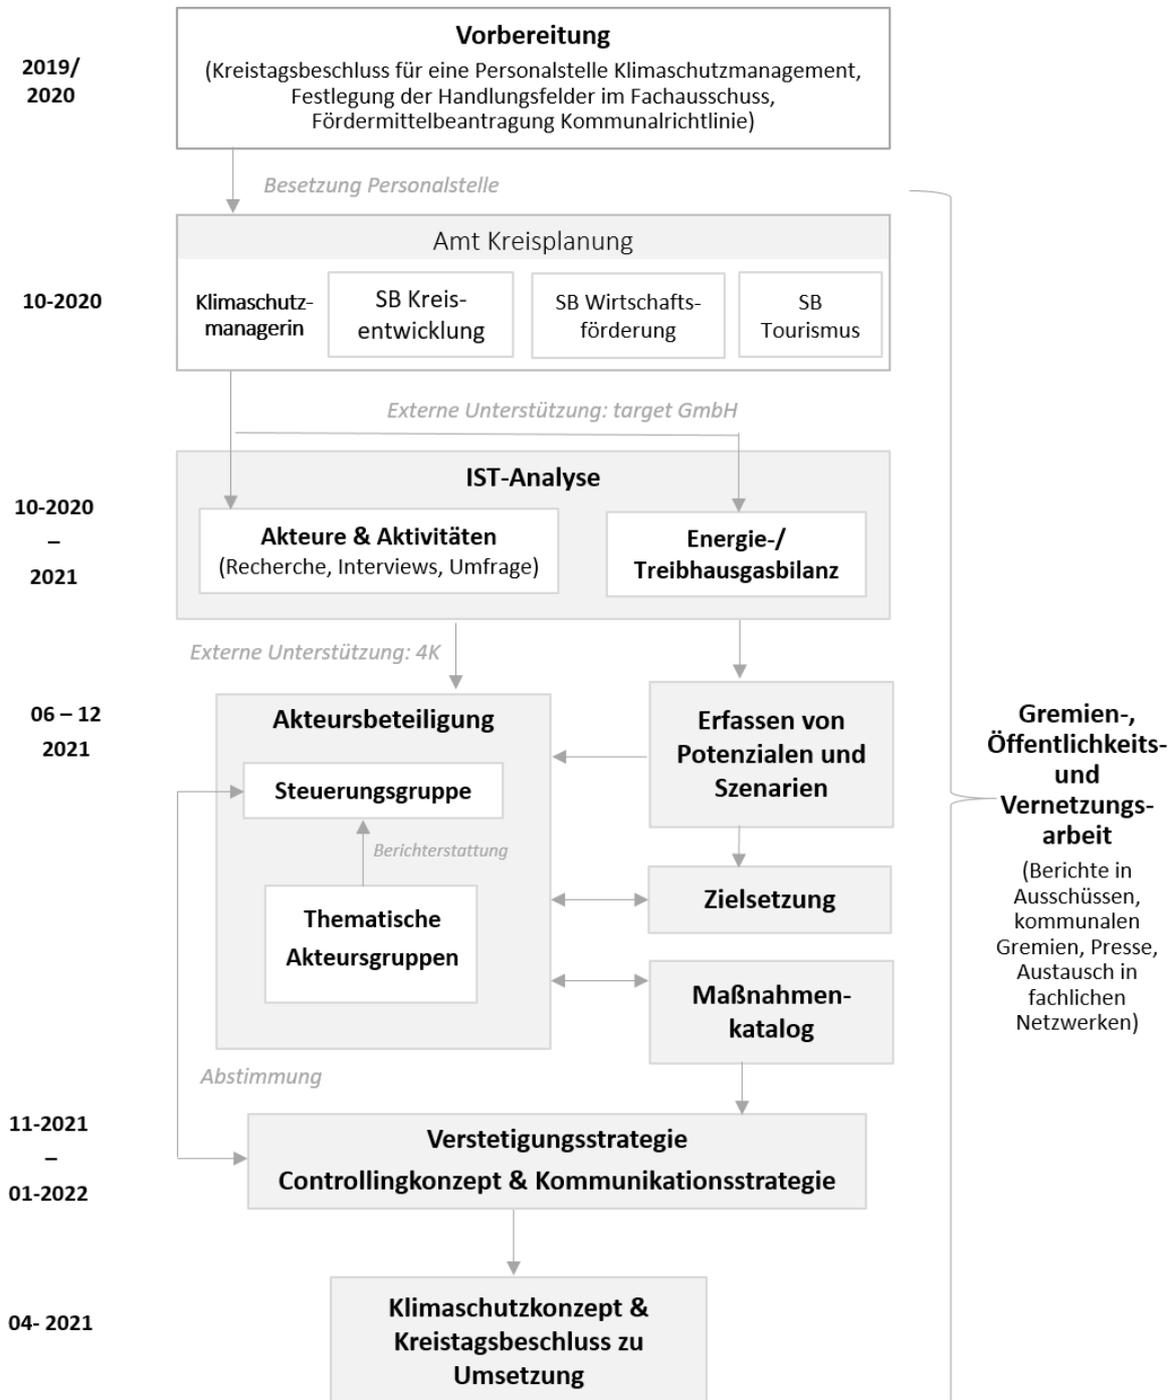 2019/
2020
Vorbereitung
(Kreistagsbeschluss für eine Personalstelle Klimaschutzmanagement,
Festlegung der Handlungsfelder im Fachausschuss,
Fördermittelbeantragung Kommunalrichtlinie)
Besetzung Personalstelle
10-2020
Amt Kreisplanung
Klimaschutz-
managerin
SB Kreis-
entwicklung
SB Wirtschafts-
förderung
SB
Tourismus
Externe Unterstützung: target GmbH
10-2020
–
2021
IST-Analyse
Akteure & Aktivitäten
(Recherche, Interviews, Umfrage)
Energie-/
Treibhausgasbilanz
Externe Unterstützung: 4K
06 – 12
2021
Akteursbeteiligung
Steuerungsgruppe
Berichterstattung
Thematische
Akteursgruppen
Erfassen von
Potenzialen und
Szenarien
Zielsetzung
Maßnahmen-
katalog
Abstimmung
11-2021
–
01-2022
Verstetigungsstrategie
Controllingkonzept & Kommunikationsstrategie
04- 2021
Klimaschutzkonzept &
Kreistagsbeschluss zu
Umsetzung
Gremien-,
Öffentlichkeits-
und
Vernetzungs-
arbeit
(Berichte in
Ausschüssen,
kommunalen
Gremien, Presse,
Austausch in
fachlichen
Netzwerken)